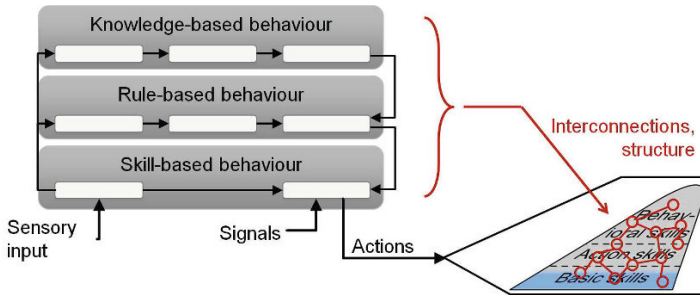 Knowledge-based behaviour
Rule-based behaviour
Skill-based behaviour
Sensory
input
Signals
Actions
Interconnections,
structure
Behav-
ioral skills
Action skills
Basic skills